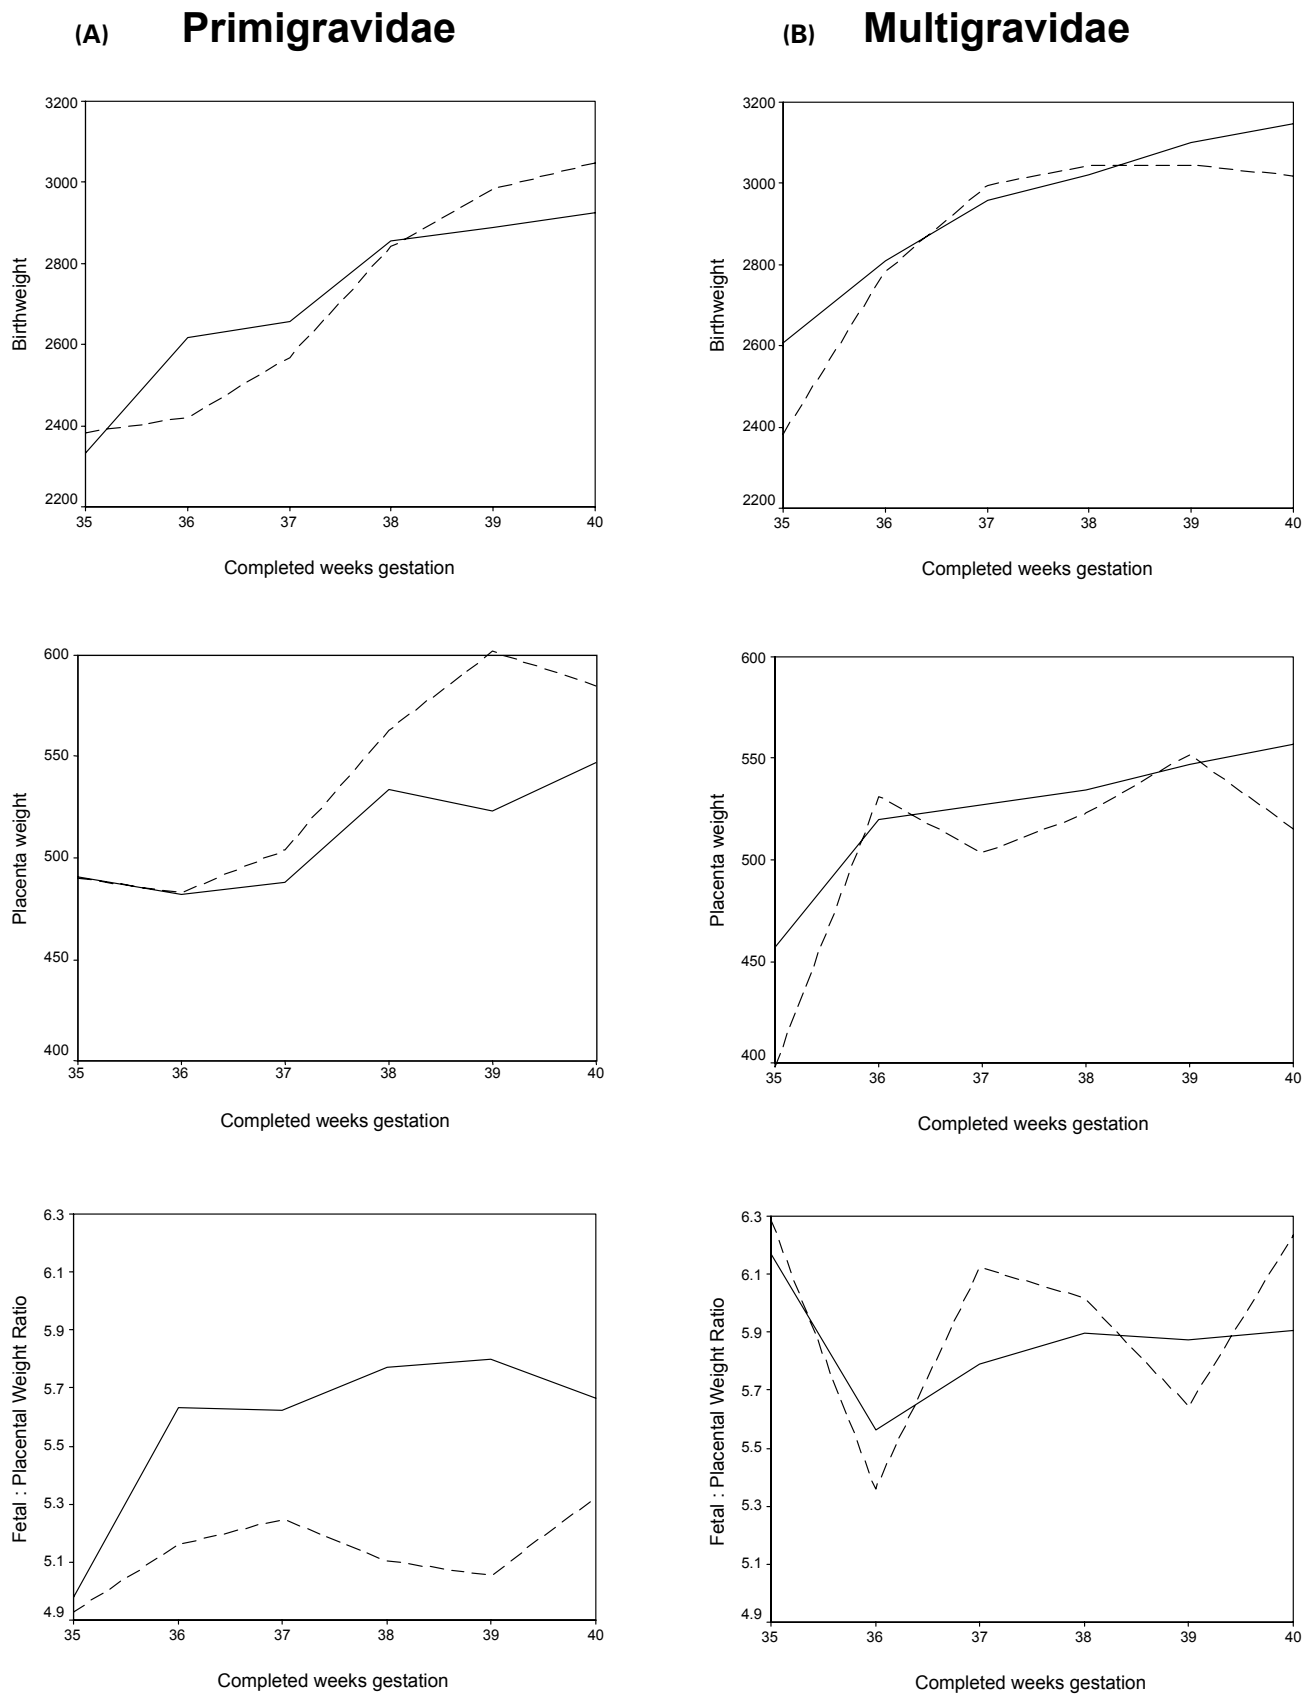 (A) Primigravidae
(B) Multigravidae
3200
3000
2800
2600
2400
2200
Birthweight
35 36 37 38 39 40
Completed weeks gestation
3200
3000
2800
2600
2400
2200
Birthweight
35 36 37 38 39 40
Completed weeks gestation
600
550
500
450
400
Placenta weight
35 36 37 38 39 40
Completed weeks gestation
600
550
500
450
400
Placenta weight
35 36 37 38 39 40
Completed weeks gestation
6.3
6.1
5.9
5.7
5.5
5.3
5.1
4.9
Fetal : Placental Weight Ratio
35 36 37 38 39 40
Completed weeks gestation
6.3
6.1
5.9
5.7
5.5
5.3
5.1
4.9
Fetal : Placental Weight Ratio
35 36 37 38 39 40
Completed weeks gestation